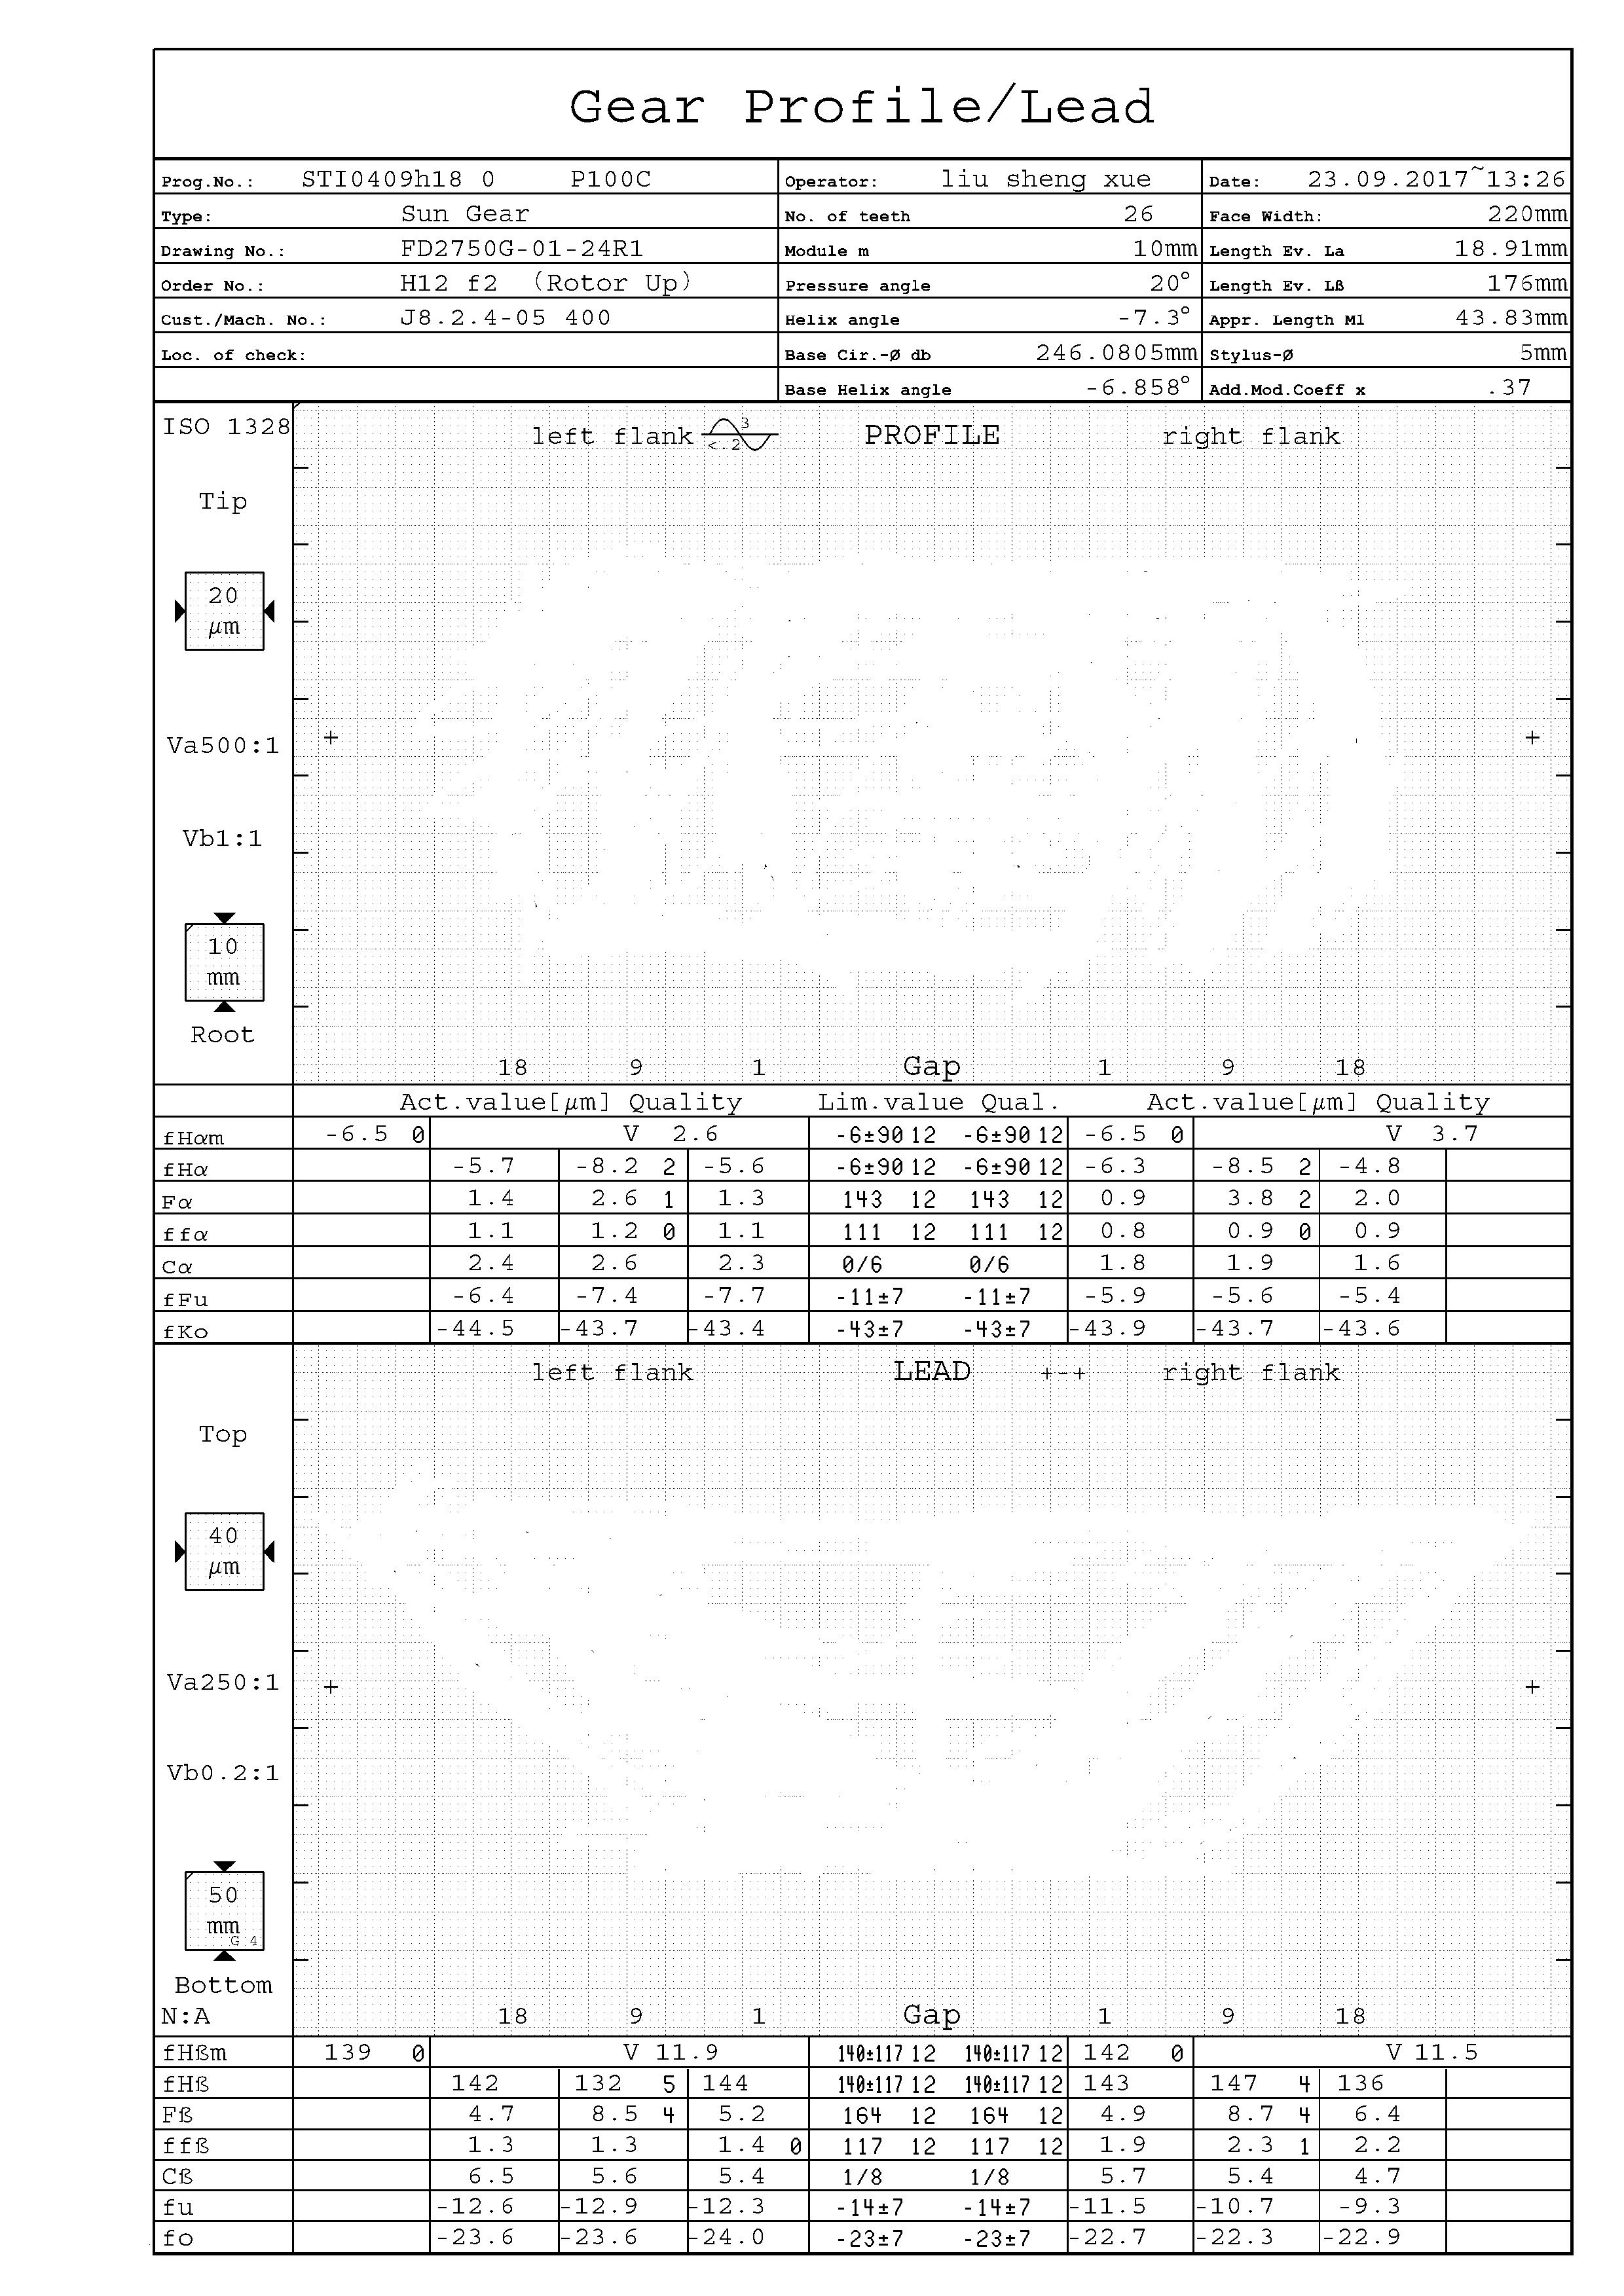 Gear Profile/Lead
Prog.No.: STI0409h18 0 P100C Operator: liu sheng xue Date: 23.09.2017~13:26
Type: Sun Gear No. of teeth 26 Face Width: 220mm
Drawing No.: FD2750G-01-24R1 Module m 10mm Length Ev. Lа 18.91mm
Order No.: H12 f2 (Rotor Up) Pressure angle 20° Length Ev. Lß 176mm
Cust./Mach. No.: J8.2.4-05 400 Helix angle -7.3° Appr. Length M1 43.83mm
Loc. of check: Base Cir.-Ø db 246.0805mm Stylus-Ø 5mm
Base Helix angle -6.858° Add.Mod.Coeff x .37
ISO 1328 left flank 3 <.2 PROFILE right flank
Tip
20
µm
Va500:1 + +
Vb1:1
10
mm
Root
18 9 1 Gap 1 9 18
Act.value[µm] Quality Lim.value Qual. Act.value[µm] Quality
fHαm -6.5 0 V 2.6 -6±90 12 -6±90 12 -6.5 0 V 3.7
fHα -5.7 -8.2 2 -5.6 -6±90 12 -6±90 12 -6.3 -8.5 2 -4.8
Fα 1.4 2.6 1 1.3 143 12 143 12 0.9 3.8 2 2.0
ffα 1.1 1.2 0 1.1 111 12 111 12 0.8 0.9 0 0.9
Cα 2.4 2.6 2.3 0/6 0/6 1.8 1.9 1.6
fFu -6.4 -7.4 -7.7 -11±7 -11±7 -5.9 -5.6 -5.4
fKo -44.5 -43.7 -43.4 -43±7 -43±7 -43.9 -43.7 -43.6
left flank LEAD +-+ right flank
Top
40
µm
Va250:1 + +
Vb0.2:1
50
mm
G 4
Bottom
N:A 18 9 1 Gap 1 9 18
fHßm 139 0 V 11.9 140±117 12 140±117 12 142 0 V 11.5
fHß 142 132 5 144 140±117 12 140±117 12 143 147 4 136
Fß 4.7 8.5 4 5.2 164 12 164 12 4.9 8.7 4 6.4
ffß 1.3 1.3 1.4 0 117 12 117 12 1.9 2.3 1 2.2
Cß 6.5 5.6 5.4 1/8 1/8 5.7 5.4 4.7
fu -12.6 -12.9 -12.3 -14±7 -14±7 -11.5 -10.7 -9.3
fo -23.6 -23.6 -24.0 -23±7 -23±7 -22.7 -22.3 -22.9